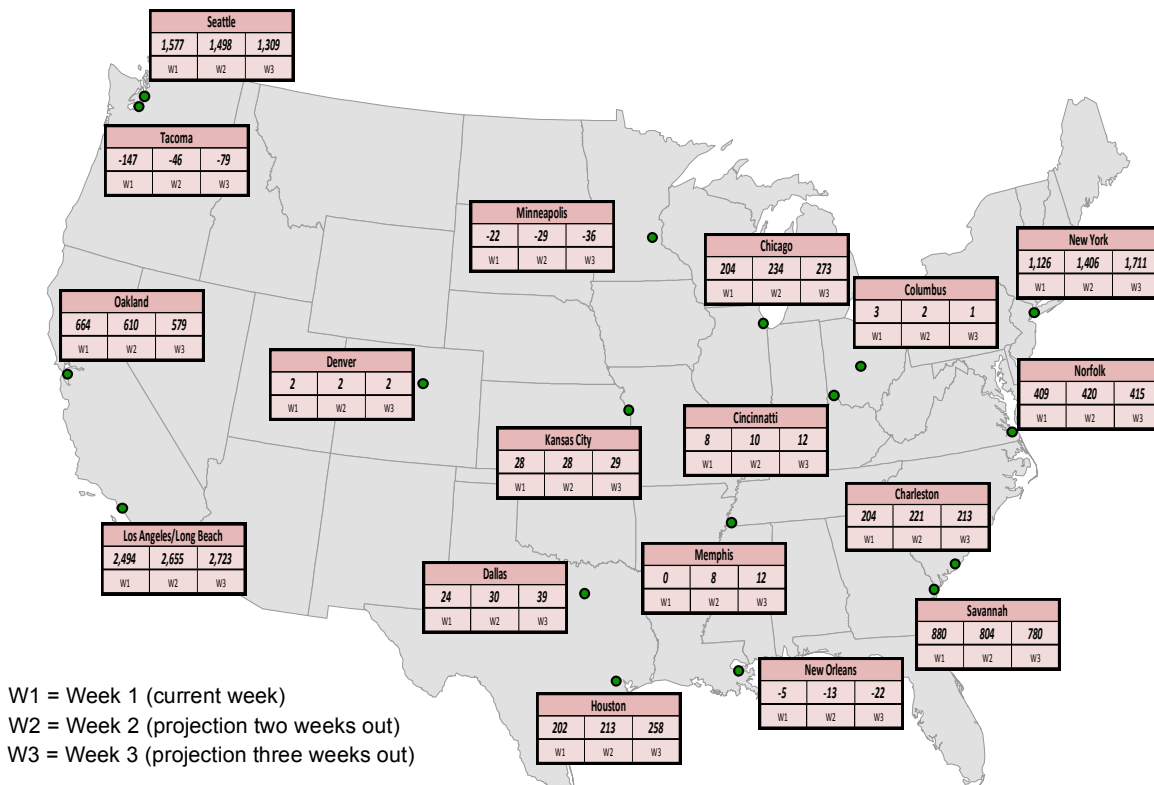 Seattle
1,577 1,498 1,309
W1 W2 W3
Tacoma
-147 -46 -79
W1 W2 W3
Minneapolis
-22 -29 -36
W1 W2 W3
Chicago
204 234 273
W1 W2 W3
New York
1,126 1,406 1,711
W1 W2 W3
Columbus
3 2 1
W1 W2 W3
Oakland
664 610 579
W1 W2 W3
Denver
2 2 2
W1 W2 W3
Norfolk
409 420 415
W1 W2 W3
Cincinnatti
8 10 12
W1 W2 W3
Kansas City
28 28 29
W1 W2 W3
Charleston
204 221 213
W1 W2 W3
Los Angeles/Long Beach
2,494 2,655 2,723
W1 W2 W3
Memphis
0 8 12
W1 W2 W3
Dallas
24 30 39
W1 W2 W3
Savannah
880 804 780
W1 W2 W3
New Orleans
-5 -13 -22
W1 W2 W3
Houston
202 213 258
W1 W2 W3
W1 = Week 1 (current week)
W2 = Week 2 (projection two weeks out)
W3 = Week 3 (projection three weeks out)